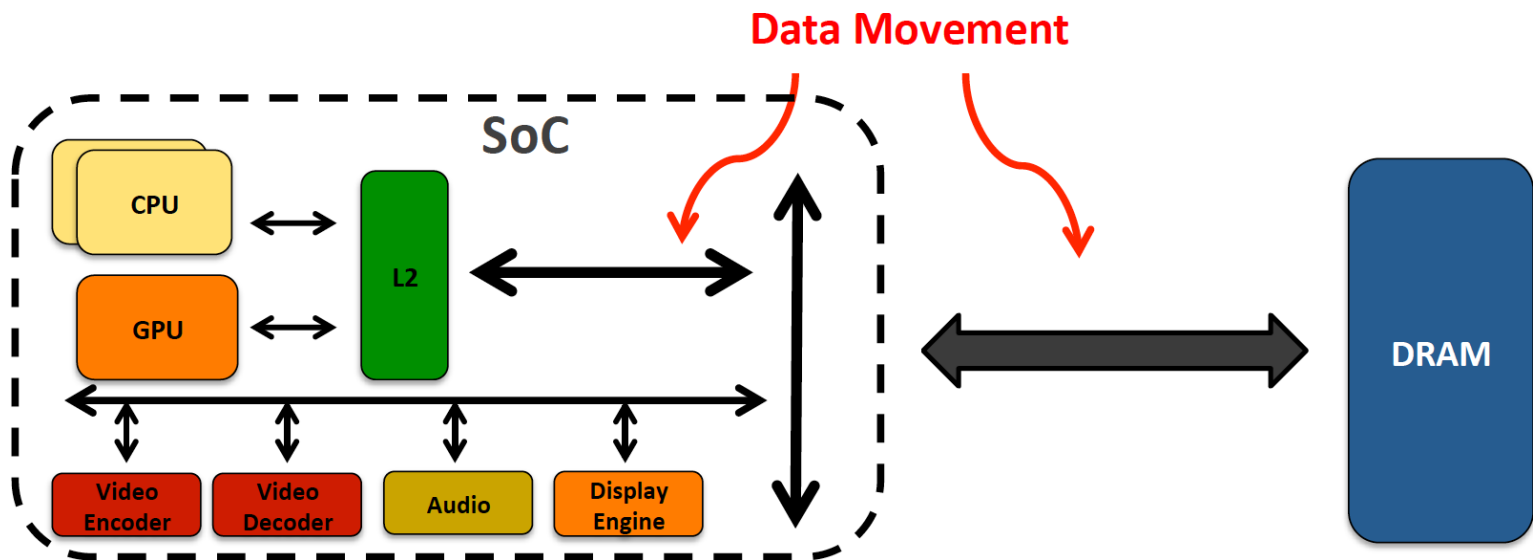 Data Movement
SoC
CPU
L2
GPU
DRAM
Video
Encoder
Video
Decoder
Audio
Display
Engine